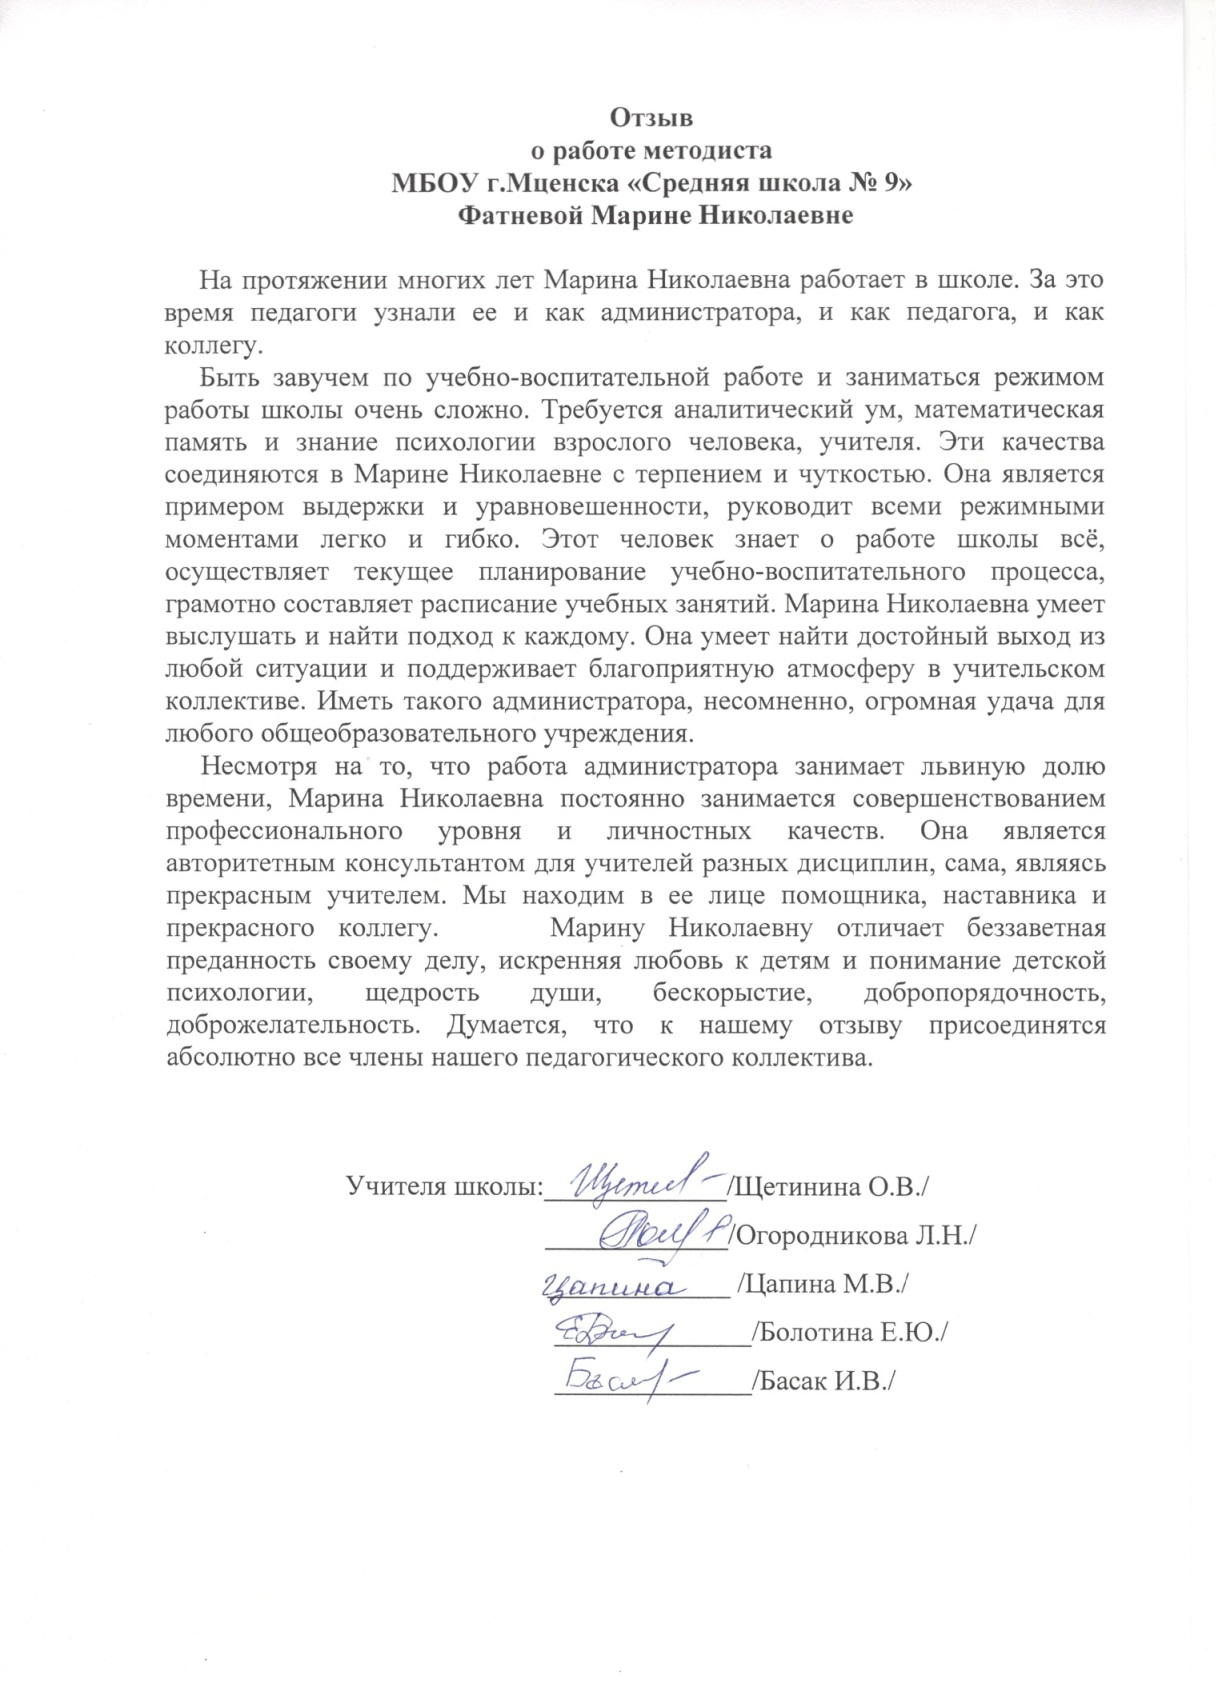 Отзыв
о работе методиста
МБОУ г.Мценска «Средняя школа № 9»
Фатневой Марине Николаевне
На протяжении многих лет Марина Николаевна работает в школе. За это
время педагоги узнали ее и как администратора, и как педагога, и как
коллегу.
Быть завучем по учебно-воспитательной работе и заниматься режимом
работы школы очень сложно. Требуется аналитический ум, математическая
память и знание психологии взрослого человека, учителя. Эти качества
соединяются в Марине Николаевне с терпением и чуткостью. Она является
примером выдержки и уравновешенности, руководит всеми режимными
моментами легко и гибко. Этот человек знает о работе школы всё,
осуществляет текущее планирование учебно-воспитательного процесса,
грамотно составляет расписание учебных занятий. Марина Николаевна умеет
выслушать и найти подход к каждому. Она умеет найти достойный выход из
любой ситуации и поддерживает благоприятную атмосферу в учительском
коллективе. Иметь такого администратора, несомненно, огромная удача для
любого общеобразовательного учреждения.
Несмотря на то, что работа администратора занимает львиную долю
времени, Марина Николаевна постоянно занимается совершенствованием
профессионального уровня и личностных качеств. Она является
авторитетным консультантом для учителей разных дисциплин, сама, являясь
прекрасным учителем. Мы находим в ее лице помощника, наставника и
прекрасного коллегу. Марину Николаевну отличает беззаветная
преданность своему делу, искренняя любовь к детям и понимание детской
психологии, щедрость души, бескорыстие, добропорядочность,
доброжелательность. Думается, что к нашему отзыву присоединятся
абсолютно все члены нашего педагогического коллектива.
Учителя школы: /Щетинина О.В./
/Огородникова Л.Н./
Цапина /Цапина М.В./
/Болотина Е.Ю./
/Басак И.В./